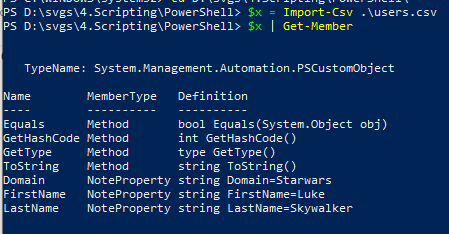 PS D:\svgs\4.Scripting\PowerShell> $x = Import-Csv .\users.csv
PS D:\svgs\4.Scripting\PowerShell> $x | Get-Member
TypeName: System.Management.Automation.PSCustomObject
Name MemberType Definition
---- ---------- ----------
Equals Method bool Equals(System.Object obj)
GetHashCode Method int GetHashCode()
GetType Method type GetType()
ToString Method string ToString()
Domain NoteProperty string Domain=Starwars
FirstName NoteProperty string FirstName=Luke
LastName NoteProperty string LastName=Skywalker